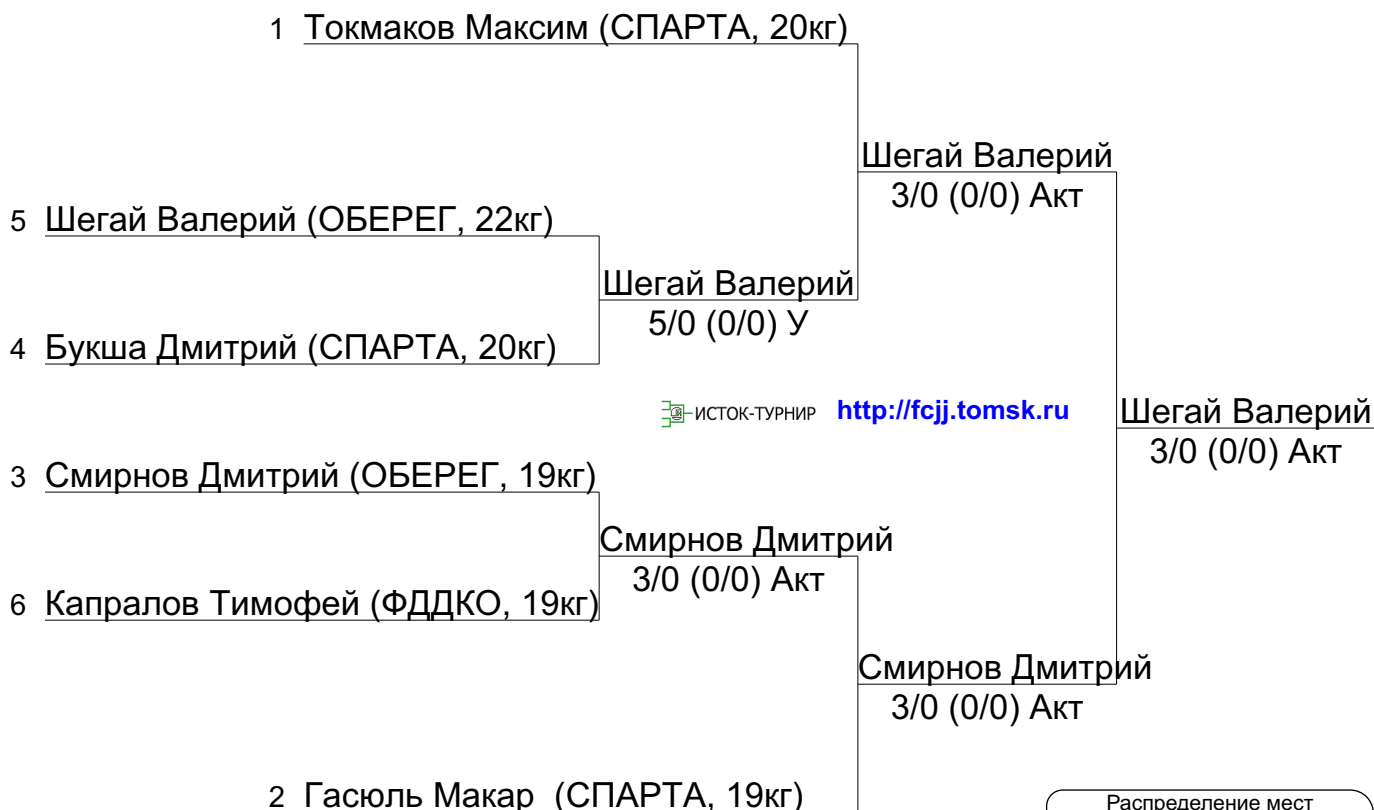 1 Токмаков Максим (СПАРТА, 20кг)
Шегай Валерий
3/0 (0/0) Акт
5 Шегай Валерий (ОБЕРЕГ, 22кг)
Шегай Валерий
5/0 (0/0) У
4 Букша Дмитрий (СПАРТА, 20кг)
ИСТОК-ТУРНИР http://fcjj.tomsk.ru
Шегай Валерий
3/0 (0/0) Акт
3 Смирнов Дмитрий (ОБЕРЕГ, 19кг)
Смирнов Дмитрий
3/0 (0/0) Акт
6 Капралов Тимофей (ФДДКО, 19кг)
Смирнов Дмитрий
3/0 (0/0) Акт
2 Гасюль Макар (СПАРТА, 19кг)
Распределение мест